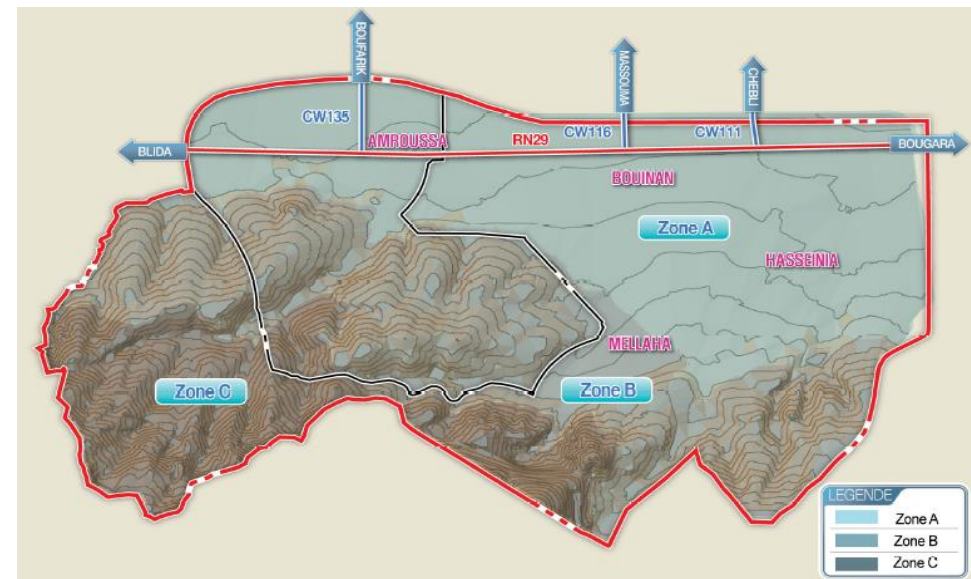 BOUFARIK
MASSOUMA
CHEBLI
CW135
AMROUSSA
RN29
CW116
CW111
BLIDA
BOUGARA
BOUINAN
Zone A
HASSEINIA
MELLAHA
Zone C
Zone B
LEGENDE
Zone A
Zone B
Zone C